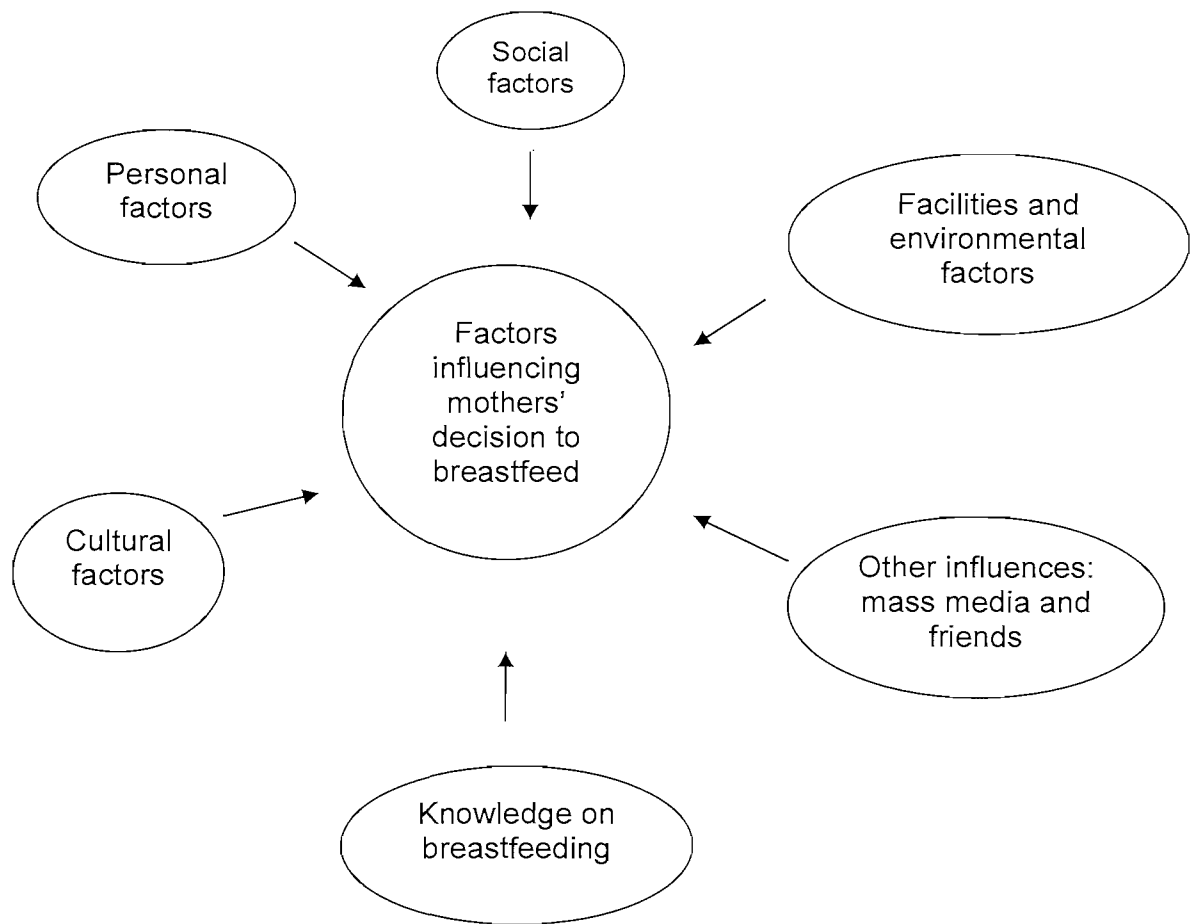 Social
factors
Personal
factors
Facilities and
environmental
factors
Factors
influencing
mothers’
decision to
breastfeed
Cultural
factors
Other influences:
mass media and
friends
Knowledge on
breastfeeding